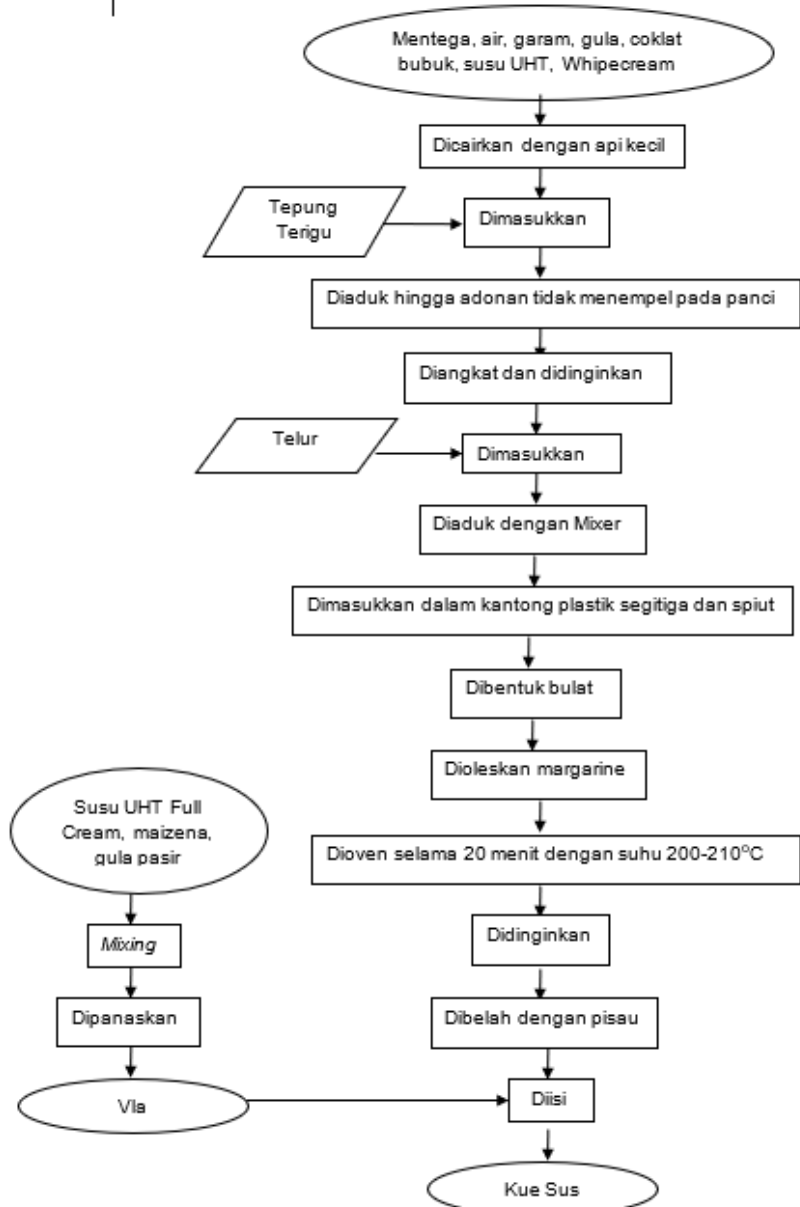 Mentega, air, garam, gula, coklat
bubuk, susu UHT, Whipecream
Dicairkan dengan api kecil
Tepung
Terigu
Dimasukkan
Diaduk hingga adonan tidak menempel pada panci
Diangkat dan didinginkan
Telur
Dimasukkan
Diaduk dengan Mixer
Dimasukkan dalam kantong plastik segitiga dan spiut
Dibentuk bulat
Dioleskan margarine
Susu UHT Full
Cream, maizena,
gula pasir
Dioven selama 20 menit dengan suhu 200-210°C
Mixing
Didinginkan
Dipanaskan
Dibelah dengan pisau
Vla
Diisi
Kue Sus